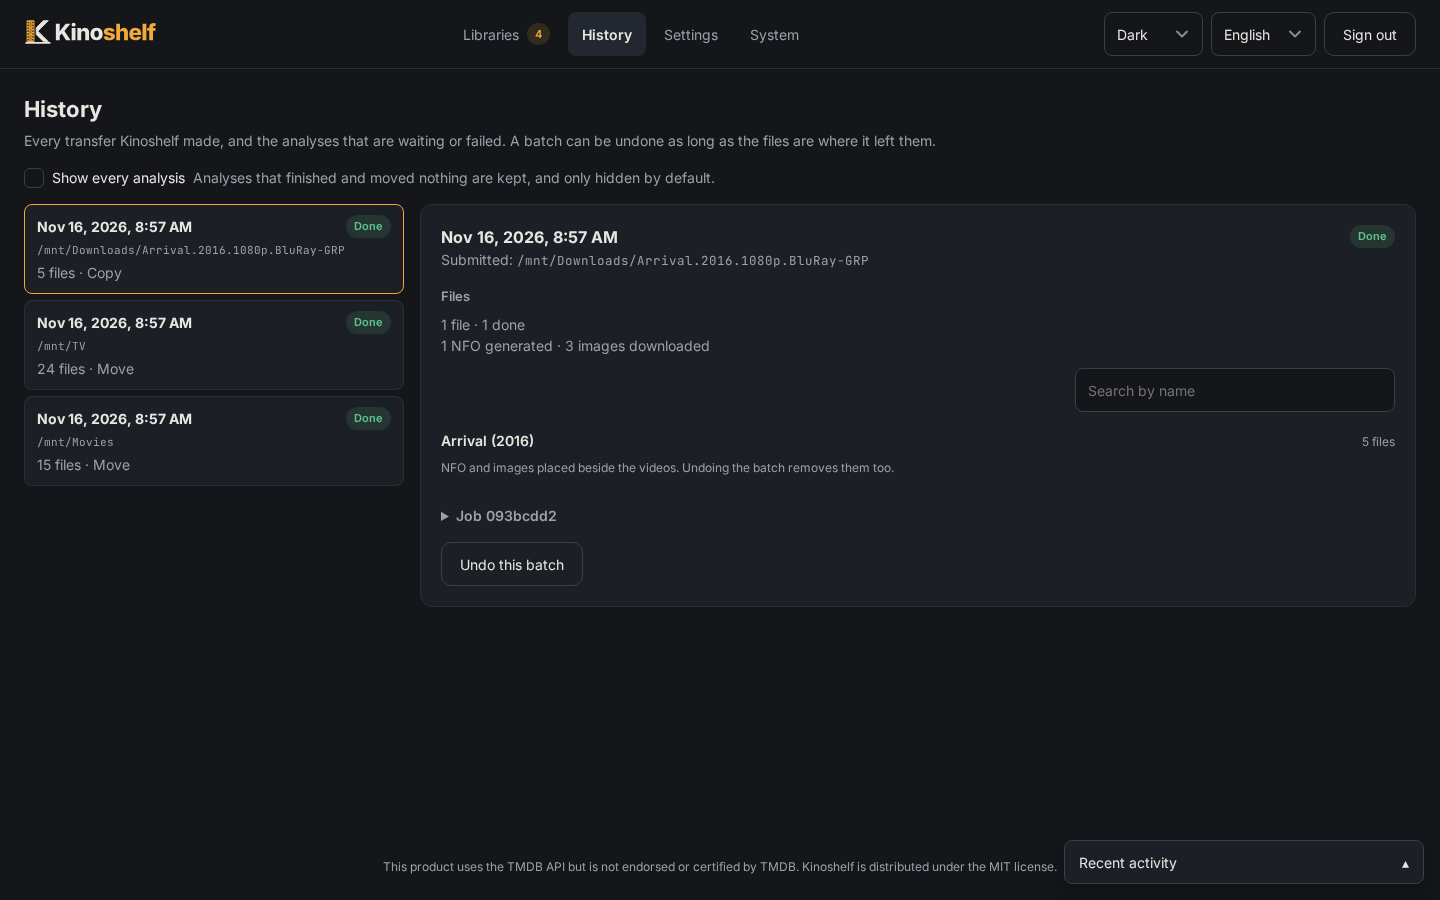 Kinoshelf
Libraries 4
History
Settings
System
Dark
English
Sign out
History
Every transfer Kinoshelf made, and the analyses that are waiting or failed. A batch can be undone as long as the files are where it left them.
Show every analysis Analyses that finished and moved nothing are kept, and only hidden by default.
Nov 16, 2026, 8:57 AM Done
/mnt/Downloads/Arrival.2016.1080p.BluRay-GRP
5 files · Copy
Nov 16, 2026, 8:57 AM Done
/mnt/TV
24 files · Move
Nov 16, 2026, 8:57 AM Done
/mnt/Movies
15 files · Move
Nov 16, 2026, 8:57 AM Done
Submitted: /mnt/Downloads/Arrival.2016.1080p.BluRay-GRP
Files
1 file · 1 done
1 NFO generated · 3 images downloaded
Search by name
Arrival (2016) 5 files
NFO and images placed beside the videos. Undoing the batch removes them too.
Job 093bcdd2
Undo this batch
This product uses the TMDB API but is not endorsed or certified by TMDB. Kinoshelf is distributed under the MIT license.
Recent activity